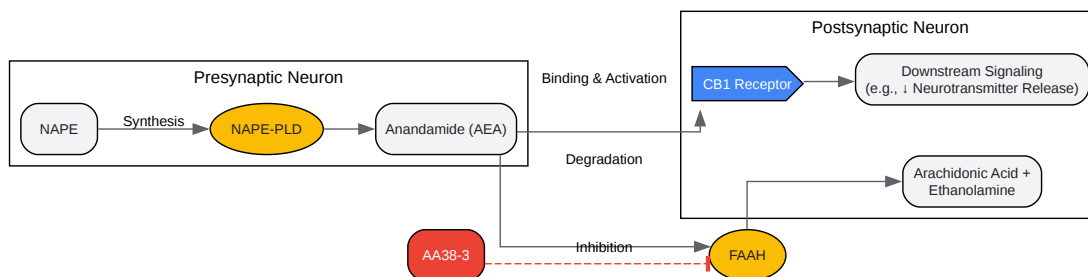 Postsynaptic Neuron
Presynaptic Neuron
Binding & Activation
CB1 Receptor
Downstream Signaling
(e.g., ↓ Neurotransmitter Release)
NAPE
Synthesis
NAPE-PLD
Anandamide (AEA)
Degradation
Arachidonic Acid +
Ethanolamine
AA38-3
Inhibition
FAAH